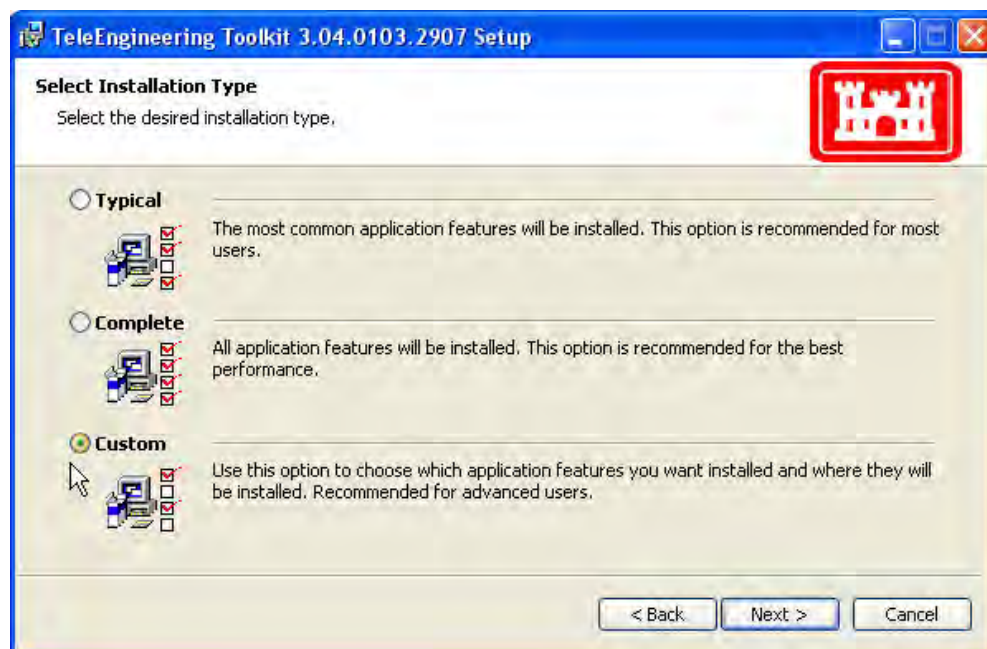 TeleEngineering Toolkit 3.04.0103.2907 Setup
Select Installation Type
Select the desired installation type.
Typical
The most common application features will be installed. This option is recommended for most
users.
Complete
All application features will be installed. This option is recommended for the best
performance.
Custom
Use this option to choose which application features you want installed and where they will
be installed. Recommended for advanced users.
< Back
Next >
Cancel